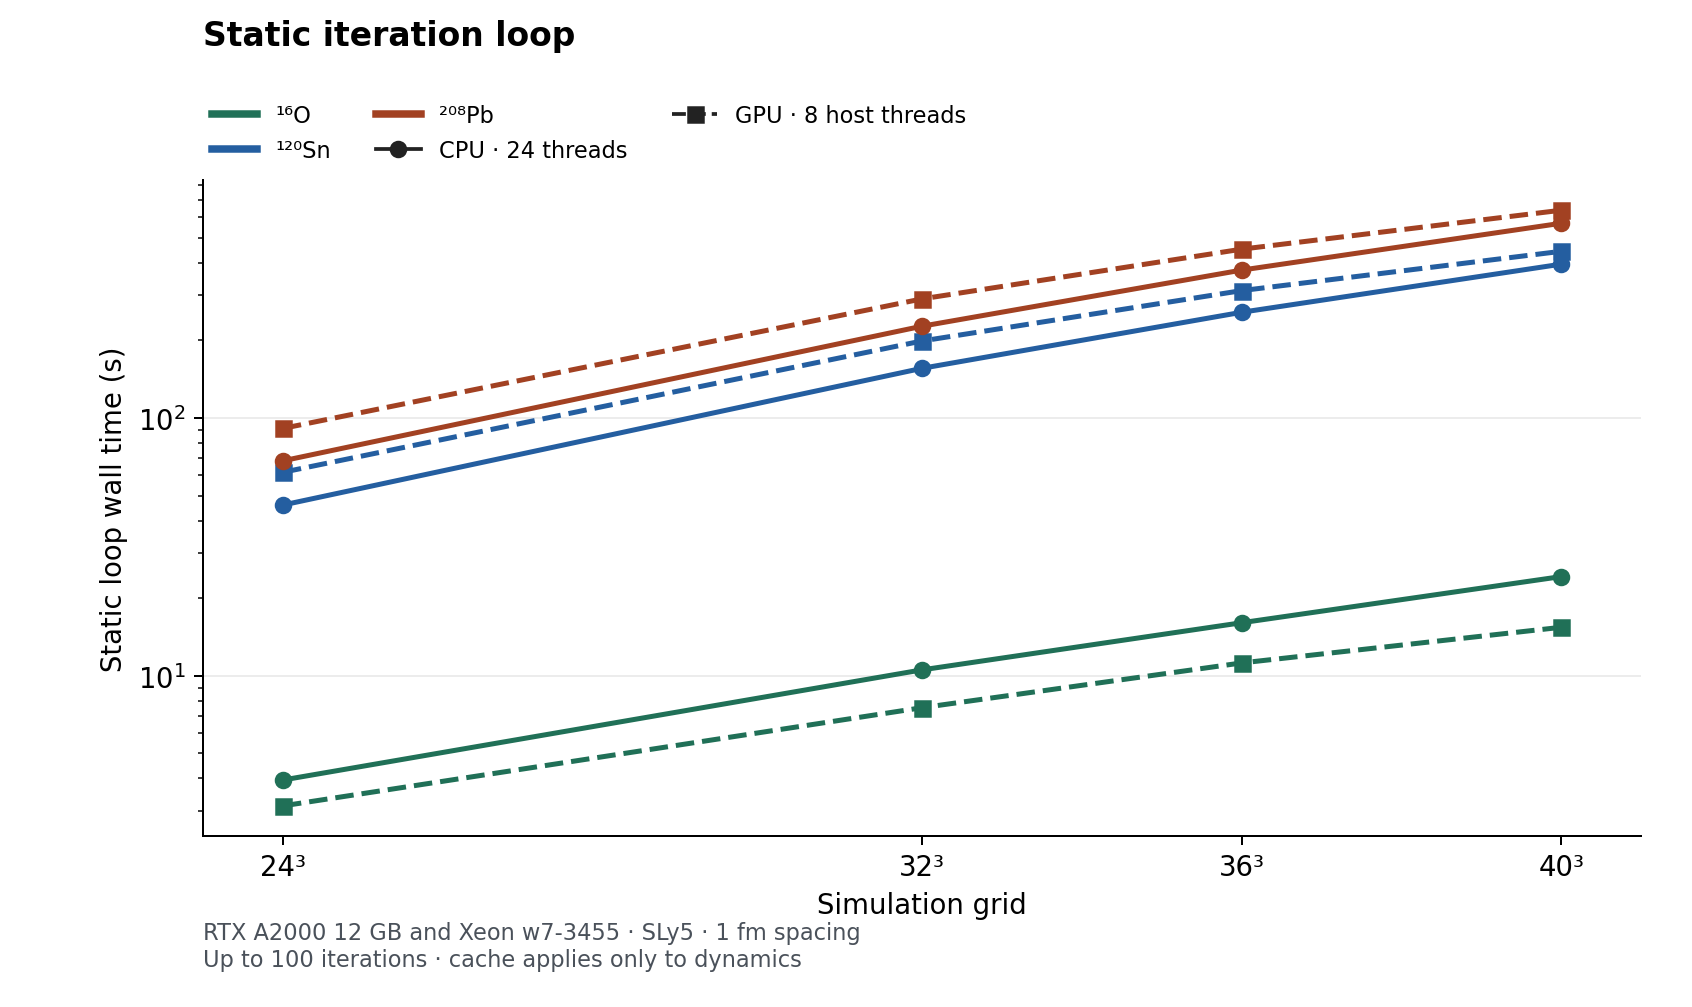 Static iteration loop
¹⁶O
²⁰⁸Pb
GPU · 8 host threads
¹²⁰Sn
CPU · 24 threads
Static loop wall time (s)
10²
10¹
24³
32³
36³
40³
Simulation grid
RTX A2000 12 GB and Xeon w7-3455 · SLy5 · 1 fm spacing
Up to 100 iterations · cache applies only to dynamics